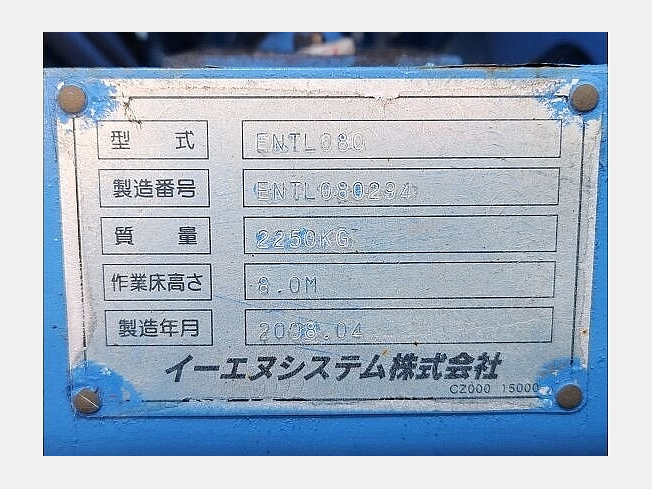 型 式 ENTL080
製造番号 ENTL080294
質 量 2250KG
作業床高さ 8.0M
製造年月 2008.04
イーエヌシステム株式会社
CZ000 15000